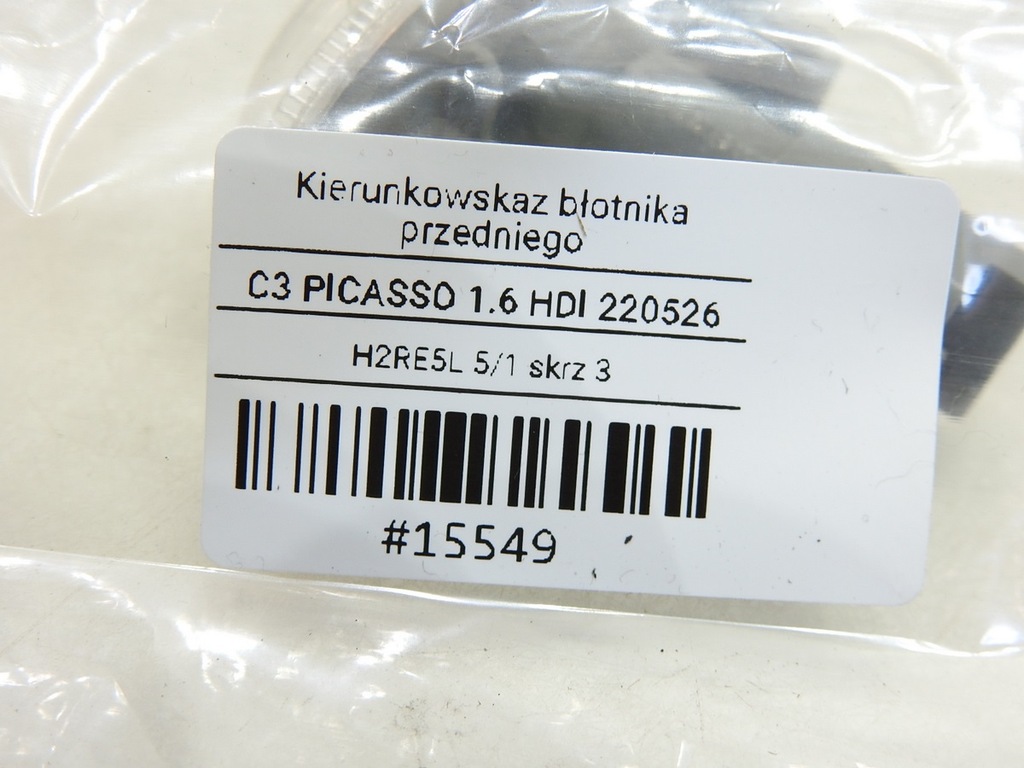 Kierunkowskaz błotnika
przedniego
C3 PICASSO 1.6 HDI 220526
H2RE5L 5/1 skrz 3
#15549